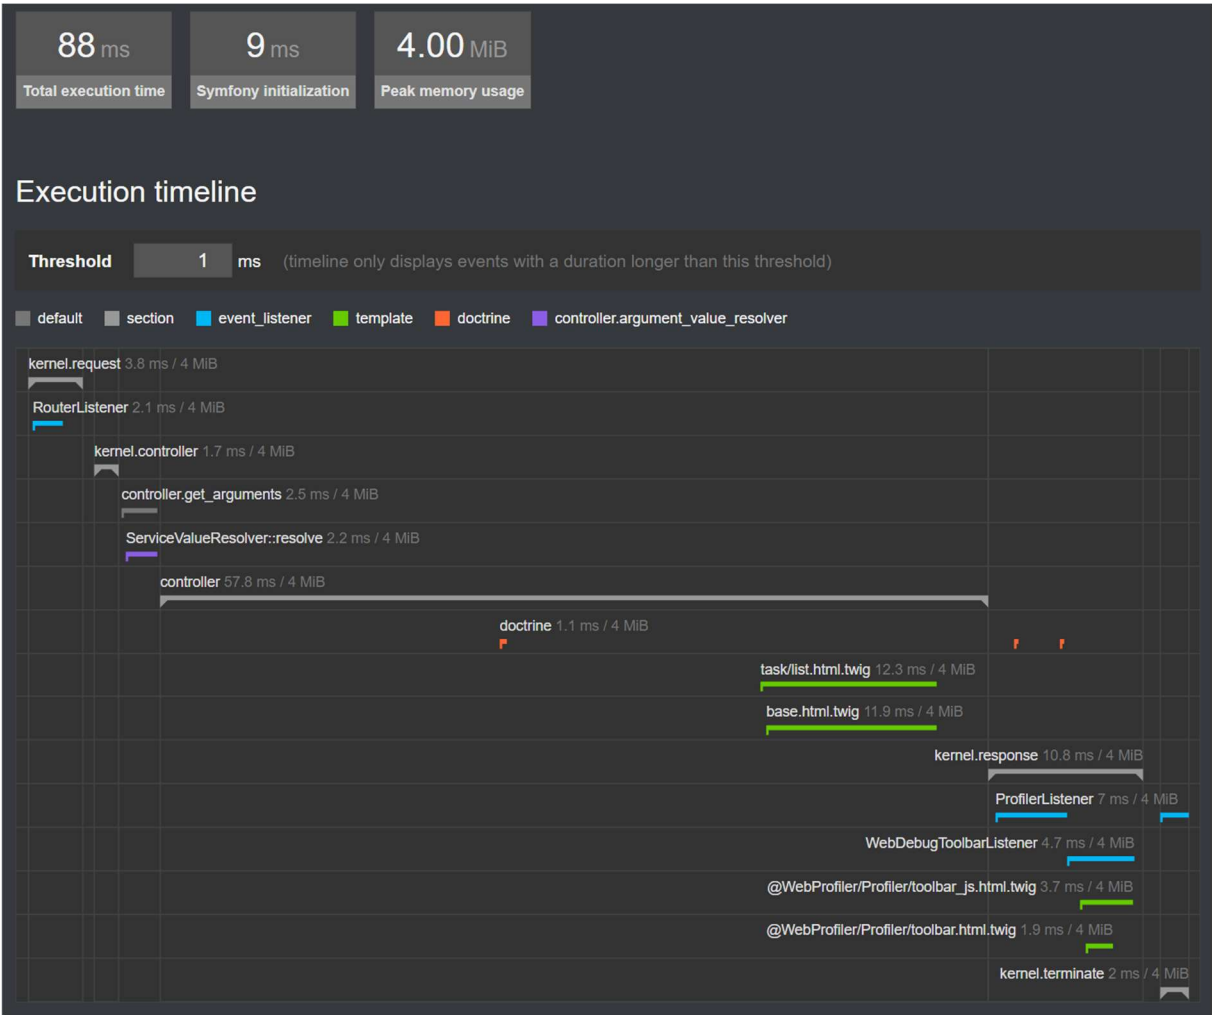 88 ms
Total execution time
9 ms
Symfony initialization
4.00 MiB
Peak memory usage
Execution timeline
Threshold 1 ms (timeline only displays events with a duration longer than this threshold)
default section event_listener template doctrine controller.argument_value_resolver
kernel.request 3.8 ms / 4 MiB
RouterListener 2.1 ms / 4 MiB
kernel.controller 1.7 ms / 4 MiB
controller.get_arguments 2.5 ms / 4 MiB
ServiceValueResolver::resolve 2.2 ms / 4 MiB
controller 57.8 ms / 4 MiB
doctrine 1.1 ms / 4 MiB
task/list.html.twig 12.3 ms / 4 MiB
base.html.twig 11.9 ms / 4 MiB
kernel.response 10.8 ms / 4 MiB
ProfilerListener 7 ms / 4 MiB
WebDebugToolbarListener 4.7 ms / 4 MiB
@WebProfiler/Profiler/toolbar_js.html.twig 3.7 ms / 4 MiB
@WebProfiler/Profiler/toolbar.html.twig 1.9 ms / 4 MiB
kernel.terminate 2 ms / 4 MiB